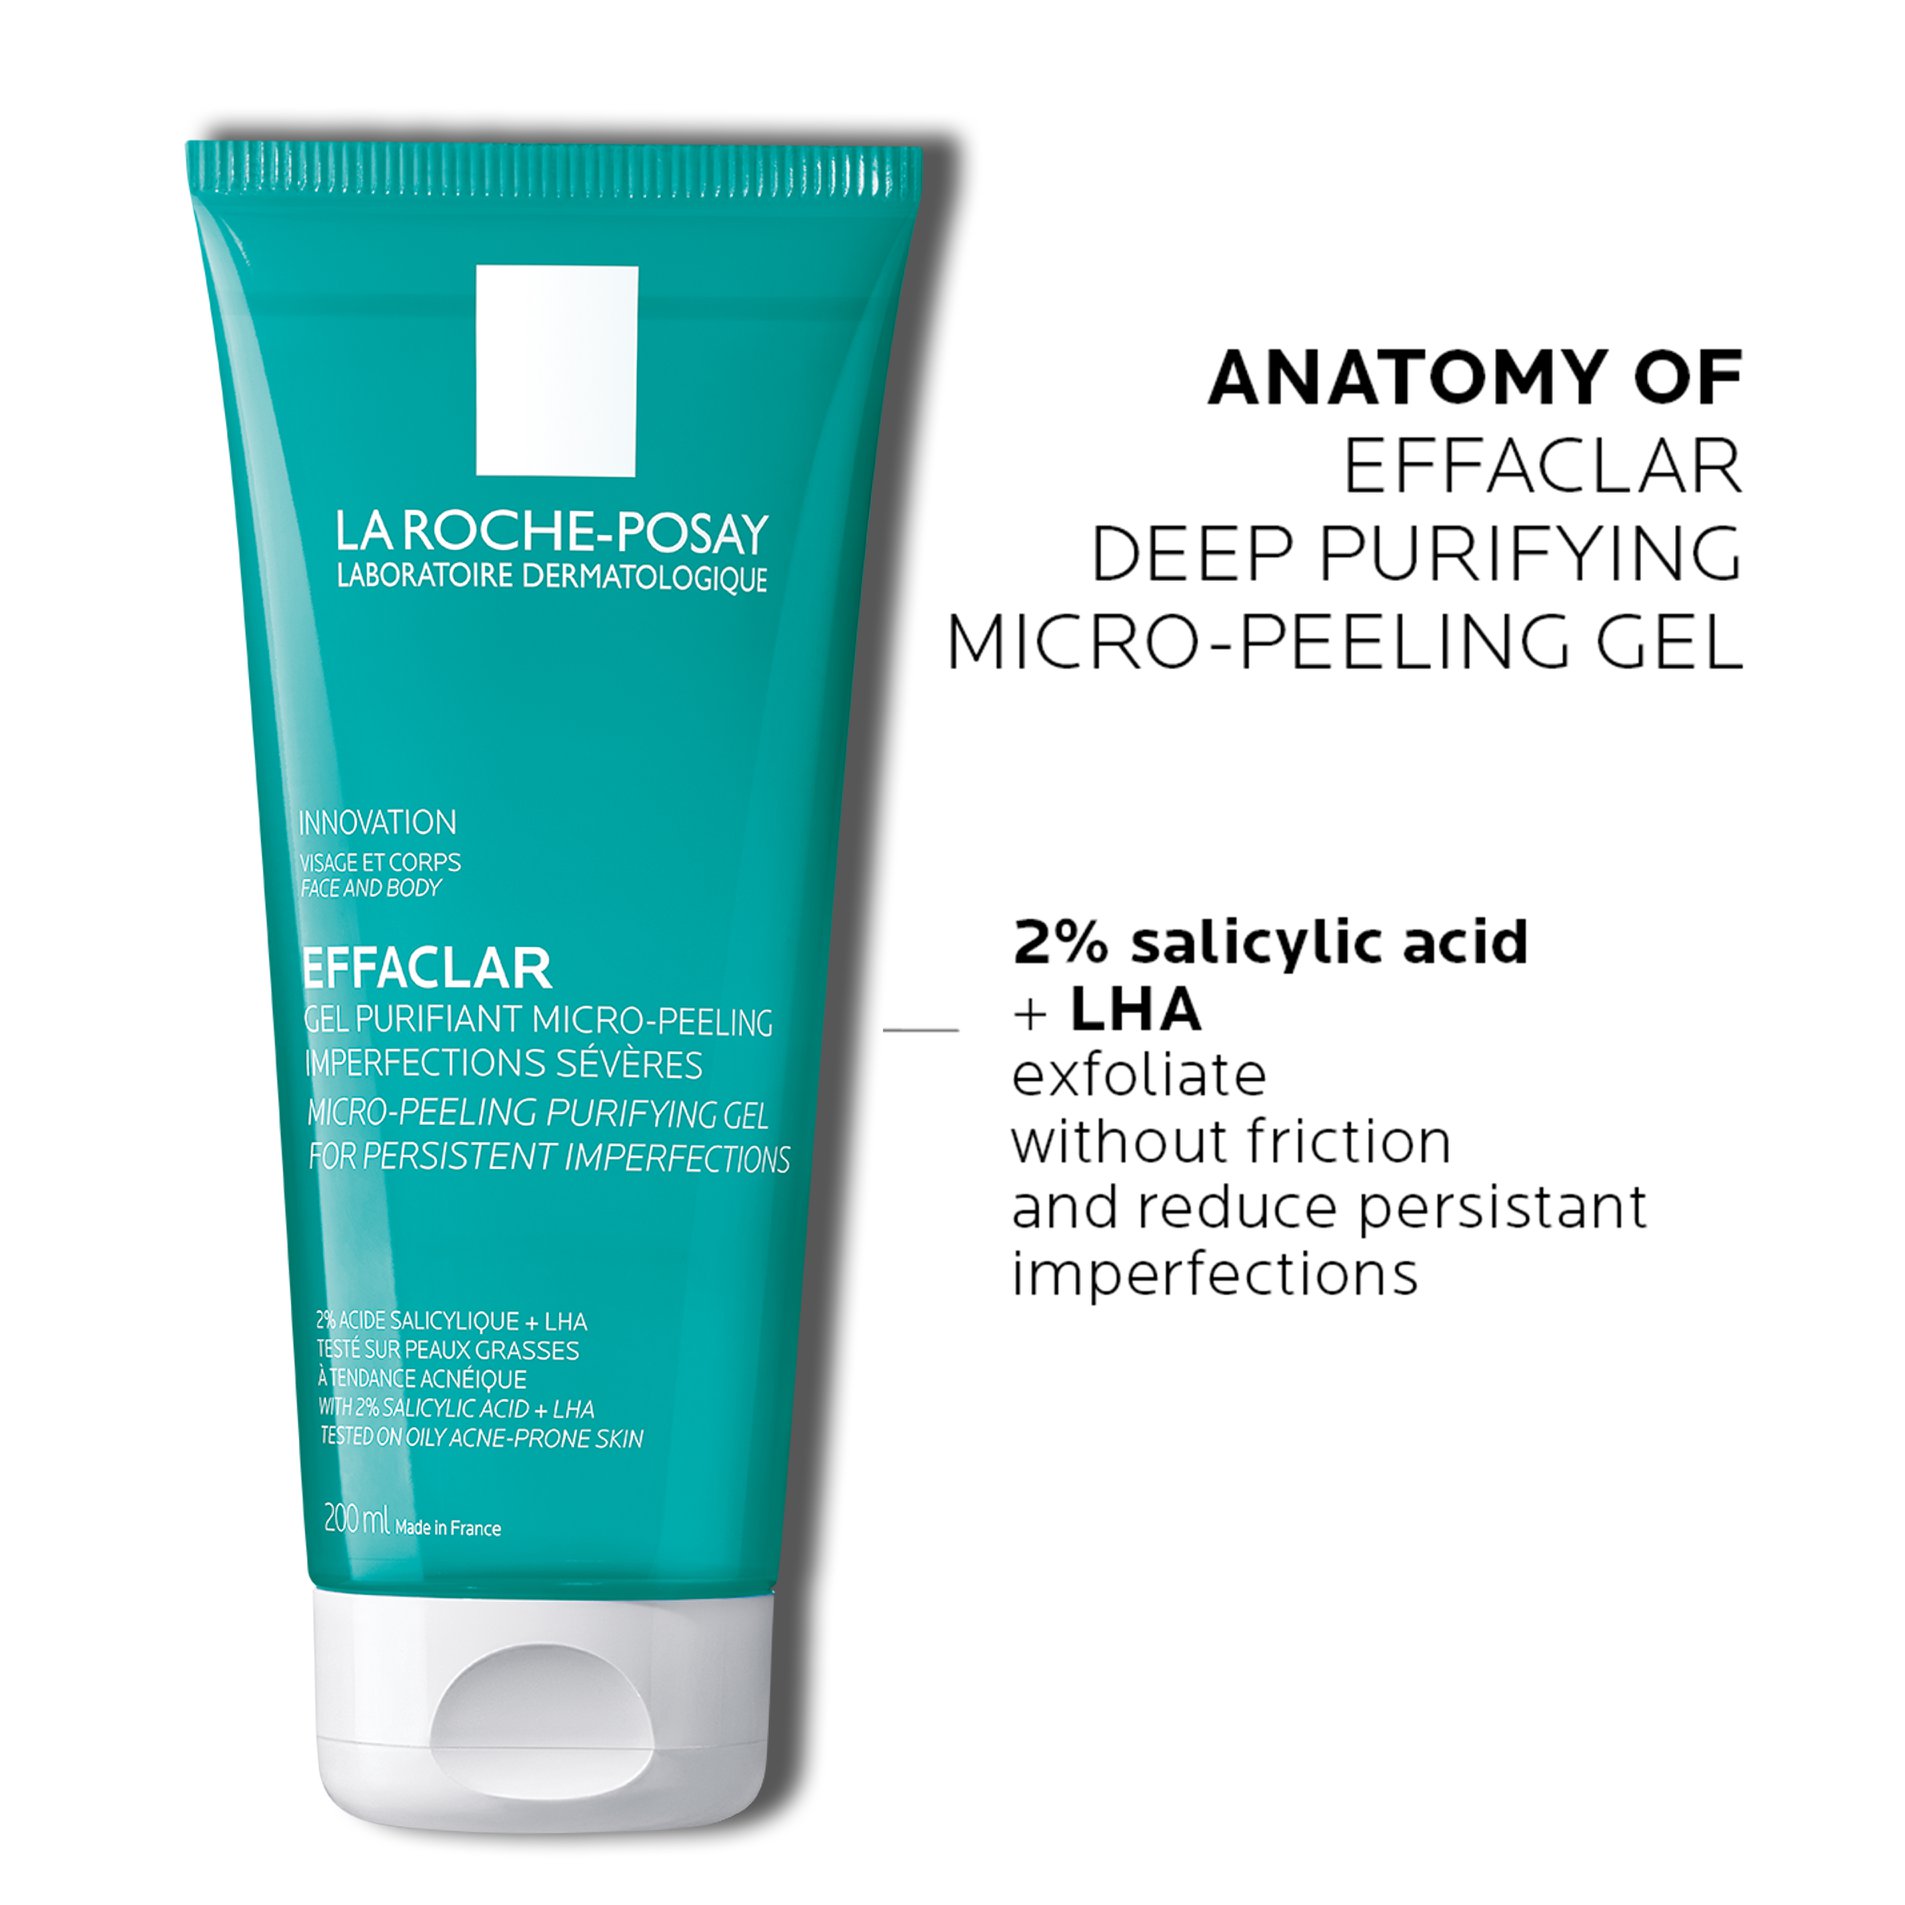 LA ROCHE-POSAY
LABORATOIRE DERMATOLOGIQUE
INNOVATION
VISAGE ET CORPS
FACE AND BODY
EFFACLAR
GEL PURIFIANT MICRO-PEELING
IMPERFECTIONS SÉVÈRES
MICRO-PEELING PURIFYING GEL
FOR PERSISTENT IMPERFECTIONS
2% ACIDE SALICYLIQUE + LHA
TESTÉ SUR PEAUX GRASSES
À TENDANCE ACNÉIQUE
WITH 2% SALICYLIC ACID + LHA
TESTED ON OILY ACNE-PRONE SKIN
200 ml Made in France
ANATOMY OF
EFFACLAR
DEEP PURIFYING
MICRO-PEELING GEL
2% salicylic acid
+ LHA
exfoliate
without friction
and reduce persistant
imperfections